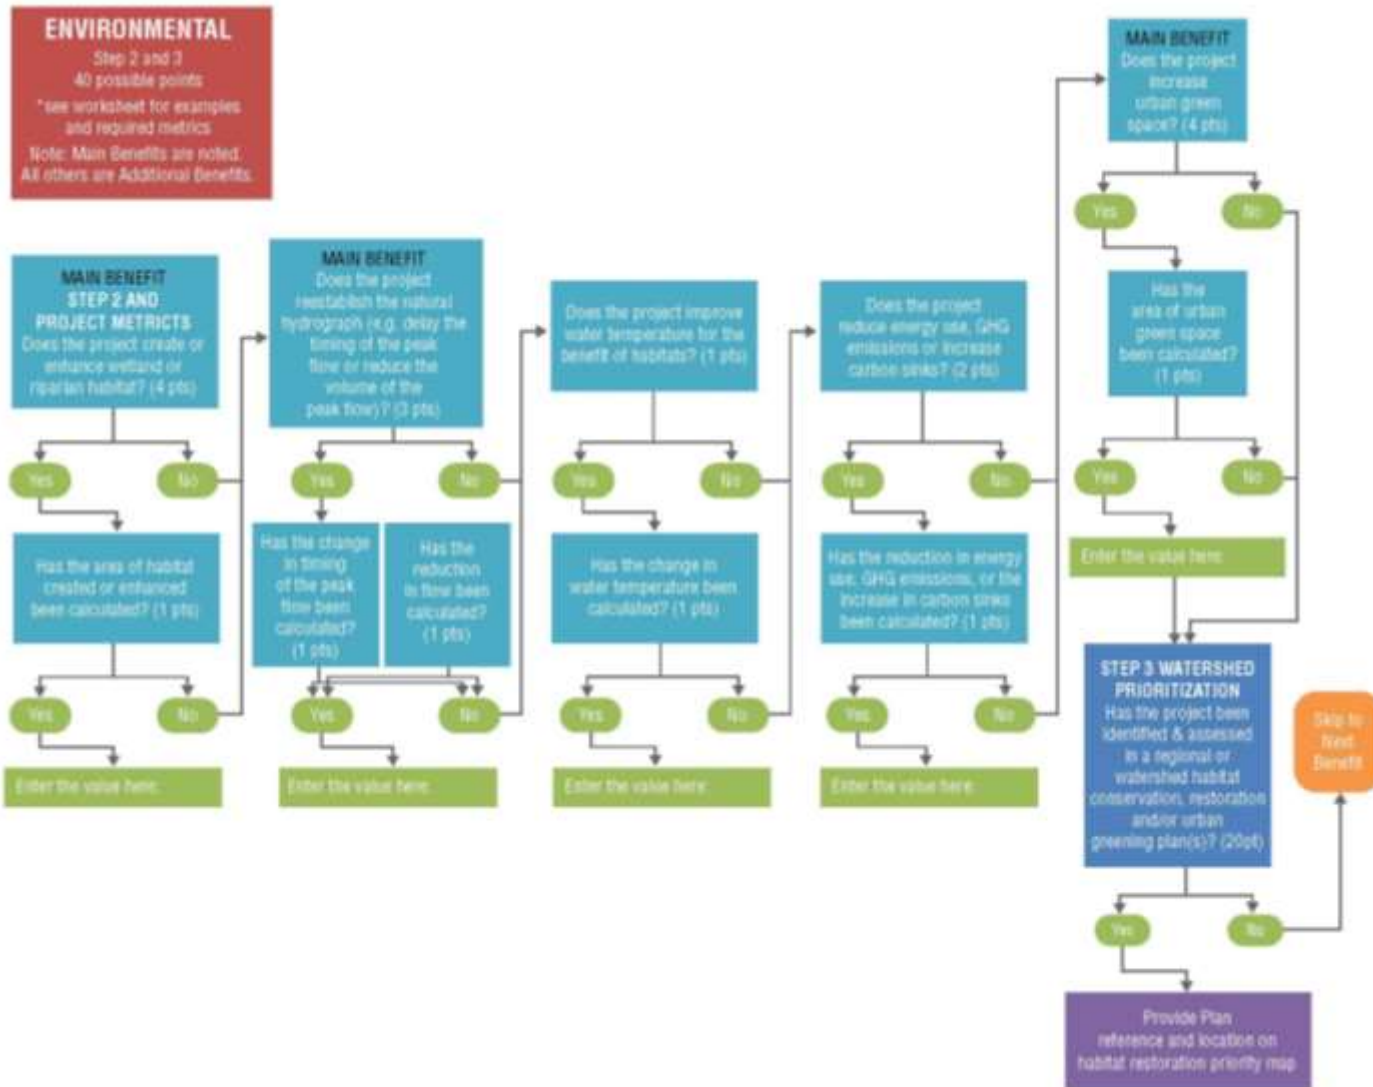 ENVIRONMENTAL
Step 2 and 3
40 possible points
*see worksheet for examples
and required metrics
Note: Main Benefits are noted.
All others are Additional Benefits.
MAIN BENEFIT
STEP 2 AND
PROJECT METRICTS
Does the project create or
enhance wetland or
riparian habitat? (4 pts)
Yes
No
Has the area of habitat
created or enhanced
been calculated? (1 pts)
Yes
No
Enter the value here:
MAIN BENEFIT
Does the project
reestablish the natural
hydrograph (e.g. delay the
timing of the peak
flow or reduce the
volume of the
peak flow)? (3 pts)
Yes
No
Has the change
in timing
of the peak
flow been
calculated?
(1 pts)
Has the
reduction
in flow been
calculated?
(1 pts)
Yes
No
Enter the value here:
Does the project improve
water temperature for the
benefit of habitats? (1 pts)
Yes
No
Has the change in
water temperature been
calculated? (1 pts)
Yes
No
Enter the value here:
Does the project
reduce energy use, GHG
emissions or increase
carbon sinks? (2 pts)
Yes
No
Has the reduction in energy
use, GHG emissions, or the
increase in carbon sinks
been calculated? (1 pts)
Yes
No
Enter the value here:
MAIN BENEFIT
Does the project
increase
urban green
space? (4 pts)
Yes
No
Has the
area of urban
green space
been calculated?
(1 pts)
Yes
No
Enter the value here:
STEP 3 WATERSHED
PRIORITIZATION
Has the project been
identified & assessed
in a regional or
watershed habitat
conservation, restoration
and/or urban
greening plan(s)? (20pt)
Yes
No
Skip to
Next
Benefit
Provide Plan
reference and location on
habitat restoration priority map